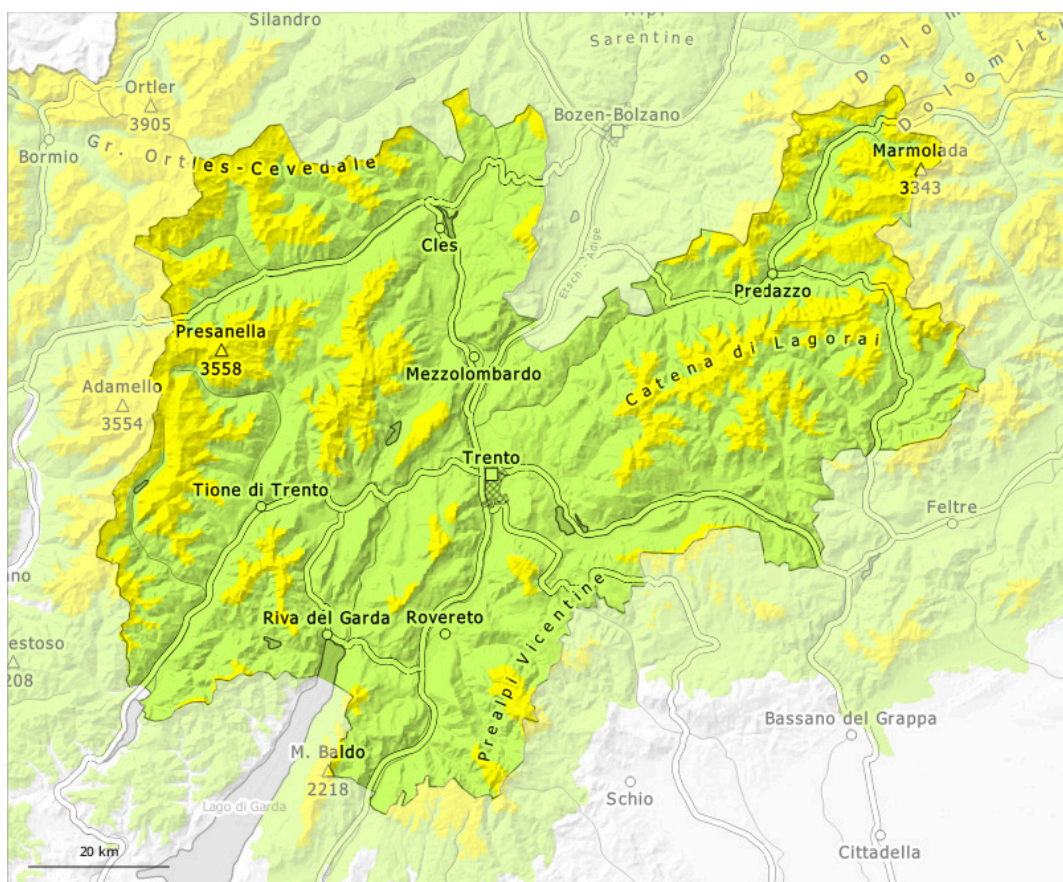 Silandro
Sarentine
Ortler
3905
Bozen-Bolzano
Bormio
Gr. Ortles-Cevedale
Marmolada
3343
Cles
Etsch - Adige
Predazzo
Presanella
3558
Catena di Lagorai
Mezzolombardo
Adamello
3554
Trento
Tione di Trento
Feltre
Riva del Garda
Rovereto
Prealpi Vicentine
Bassano del Grappa
M. Baldo
2218
Lago di Garda
Schio
20 km
Cittadella